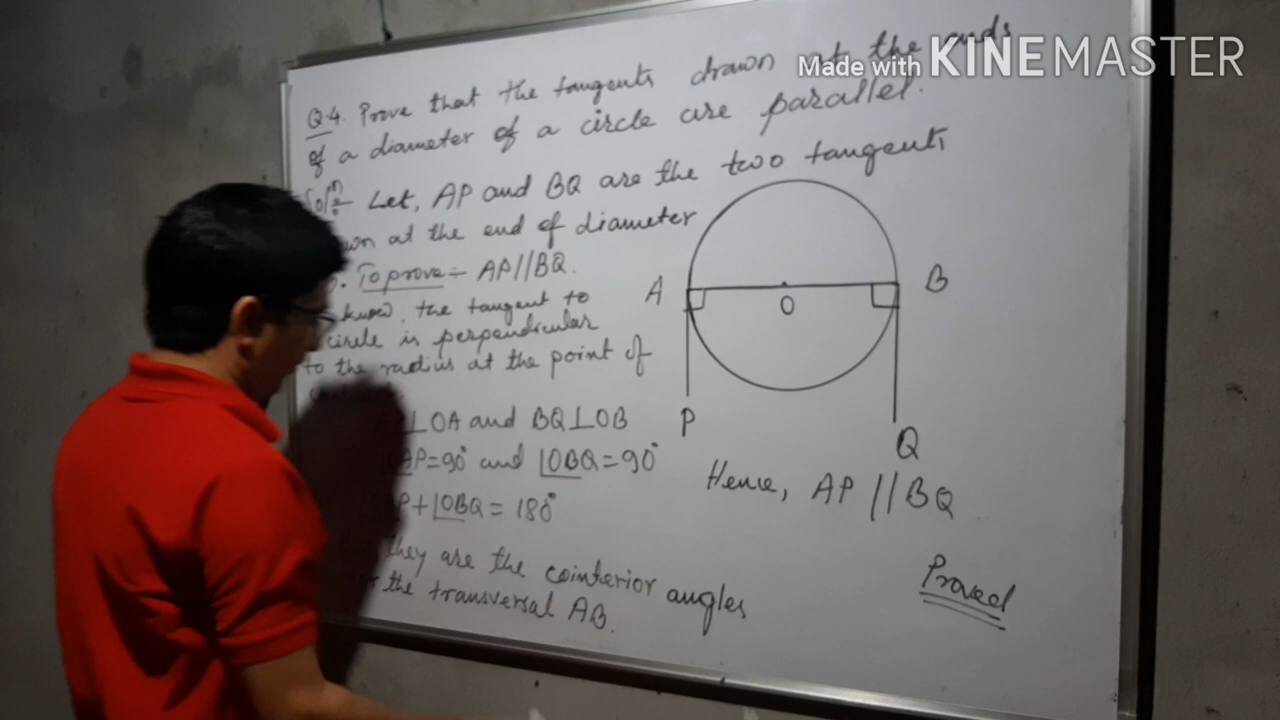 Made with KINEMASTER
Q.4. Prove that the tangents drawn at the ends
of a diameter of a circle are parallel.
Soln Let, AP and BQ are the two tangents
at the end of diameter
To prove:- AP//BQ.
know, the tangent to
circle is perpendicular
to the radius at the point of
⊥OA and BQ⊥OB
P=90° and ∠OBQ=90°
P+∠OBQ=180°
they are the cointerior angles
the transversal AB.
A
B
O
P
Q
Hence, AP //BQ
Proved